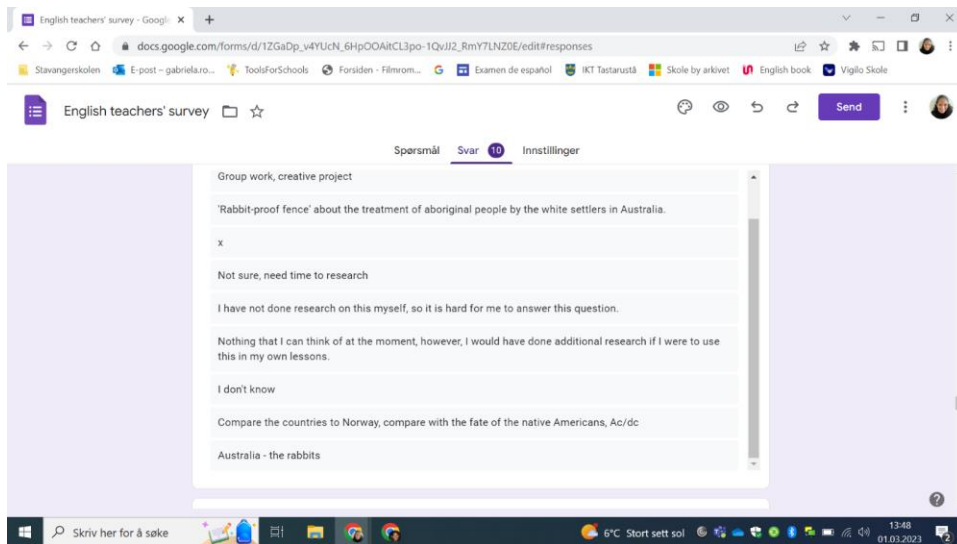 English teachers' survey - Googl
docs.google.com/forms/d/1ZGaDp_v4YUcN_6HpOOAitCL3po-1QvJJ2_RmY7LNZ0E/edit#responses
Stavangerskolen E-post – gabriela.ro... ToolsForSchools Forsiden - Filmrom... Examen de español IKT Tastarustå Skole by arkivet English book Vigilo Skole
English teachers' survey Send
Spørsmål Svar 10 Innstillinger
Group work, creative project
'Rabbit-proof fence' about the treatment of aboriginal people by the white settlers in Australia.
x
Not sure, need time to research
I have not done research on this myself, so it is hard for me to answer this question.
Nothing that I can think of at the moment, however, I would have done additional research if I were to use
this in my own lessons.
I don't know
Compare the countries to Norway, compare with the fate of the native Americans, Ac/dc
Australia - the rabbits
Skriv her for å søke 6°C Stort sett sol 13:48
01.03.2023 2